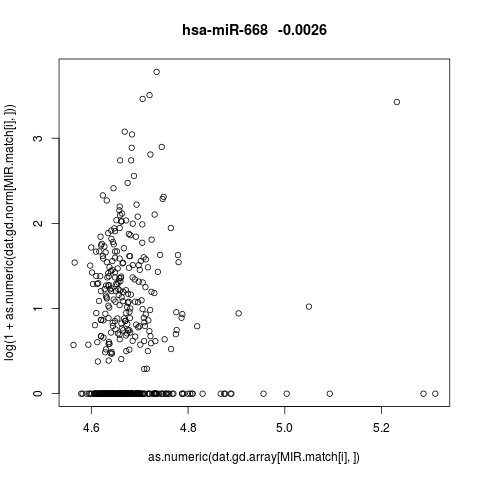 hsa-miR-668 -0.0026
log(1 + as.numeric(dat.gd.norm[MIR.match[i], ]))
3
2
1
0
4.6 4.8 5.0 5.2
as.numeric(dat.gd.array[MIR.match[i], ])